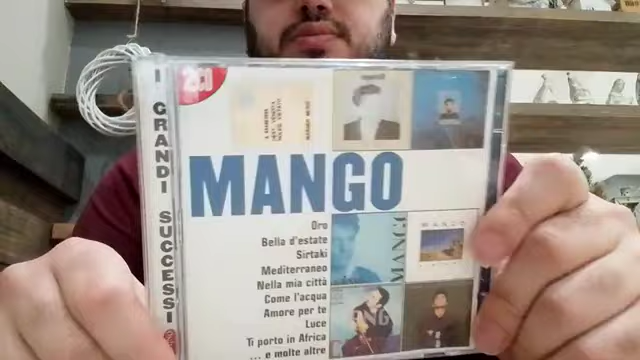 I GRANDI SUCCESSI
2CD
MANGO
Oro
Bella d'estate
Sirtaki
Mediterraneo
Nella mia città
Come l'acqua
Amore per te
Luce
Ti porto in Africa
... e molte altre
MANGO
MANGO